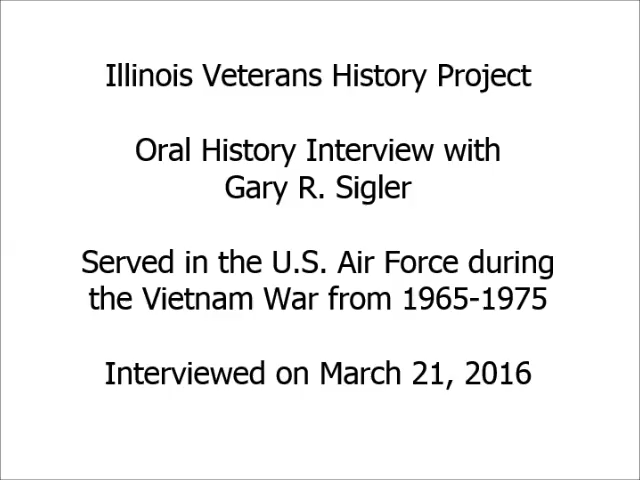 Illinois Veterans History Project
Oral History Interview with
Gary R. Sigler
Served in the U.S. Air Force during
the Vietnam War from 1965-1975
Interviewed on March 21, 2016